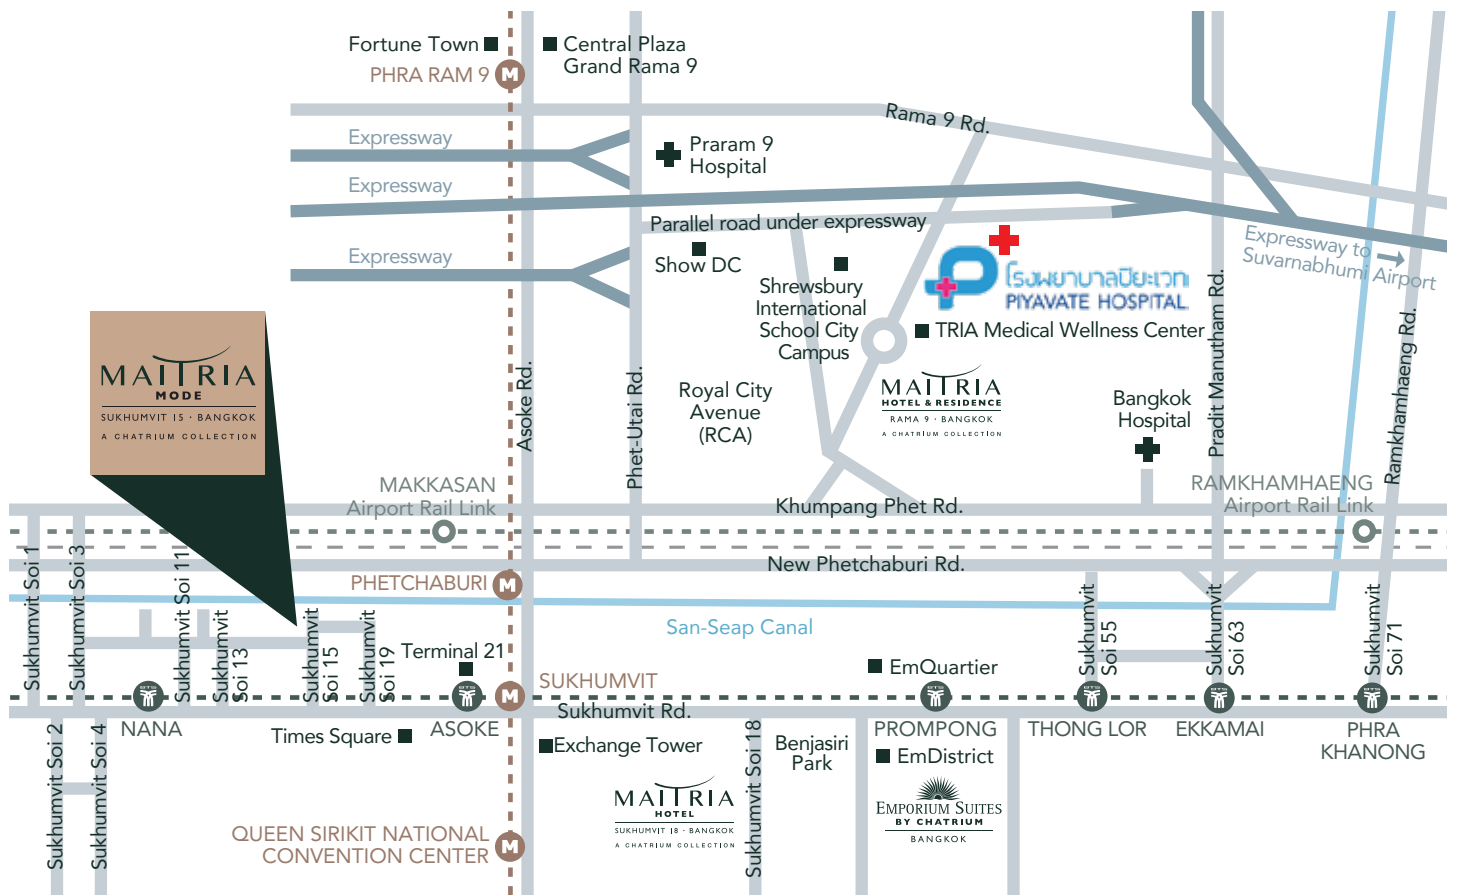 Fortune Town
Central Plaza
Grand Rama 9
PHRA RAM 9
M
Rama 9 Rd.
Expressway
Praram 9
Hospital
Expressway
Parallel road under expressway
Expressway
Show DC
Shrewsbury
International
School City
Campus
โรงพยาบาลปิยะเวท
PIYAVATE HOSPITAL
Expressway to
Suvarnabhumi Airport
TRIA Medical Wellness Center
MAITRIA
MODE
SUKHUMVIT 15 · BANGKOK
A CHATRIUM COLLECTION
Asoke Rd.
Phet-Utai Rd.
Royal City
Avenue
(RCA)
MAITRIA
HOTEL & RESIDENCE
RAMA 9 · BANGKOK
A CHATRIUM COLLECTION
Bangkok
Hospital
Pradit Manutham Rd.
Ramkhamhaeng Rd.
MAKKASAN
Airport Rail Link
Khumpang Phet Rd.
RAMKHAMHAENG
Airport Rail Link
New Phetchaburi Rd.
PHETCHABURI
M
San-Seap Canal
Sukhumvit Soi 1
Sukhumvit Soi 3
Sukhumvit Soi 11
Sukhumvit
Soi 13
Sukhumvit
Soi 15
Sukhumvit
Soi 19
Terminal 21
SUKHUMVIT
M
EmQuartier
Sukhumvit
Soi 55
Sukhumvit
Soi 63
Sukhumvit
Soi 71
BTS
BTS
BTS
BTS
BTS
BTS
NANA
ASOKE
Sukhumvit Rd.
PROMPONG
THONG LOR
EKKAMAI
PHRA
KHANONG
Times Square
Exchange Tower
Benjasiri
Park
EmDistrict
Sukhumvit Soi 2
Sukhumvit Soi 4
Sukhumvit Soi 18
MAITRIA
HOTEL
SUKHUMVIT 18 · BANGKOK
A CHATRIUM COLLECTION
EMPORIUM SUITES
BY CHATRIUM
BANGKOK
QUEEN SIRIKIT NATIONAL
CONVENTION CENTER
M